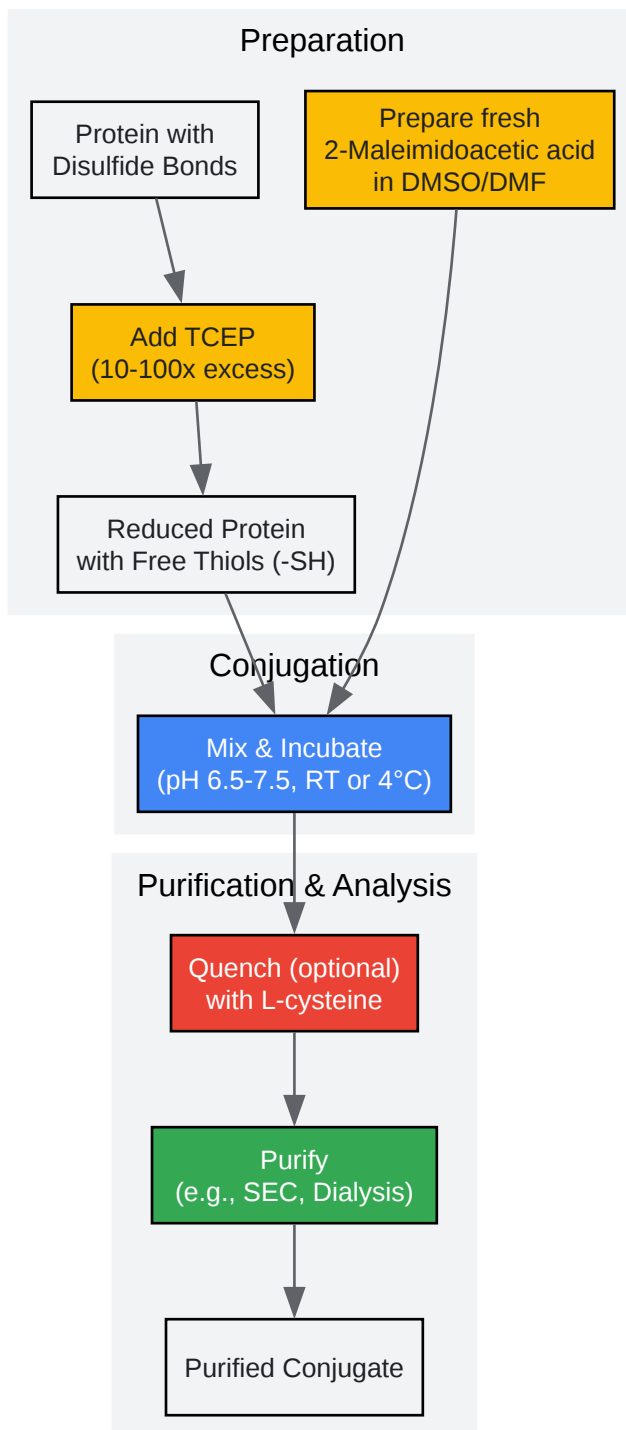 Preparation
Protein with
Disulfide Bonds
Prepare fresh
2-Maleimidoacetic acid
in DMSO/DMF
Add TCEP
(10-100x excess)
Reduced Protein
with Free Thiols (-SH)
Conjugation
Mix & Incubate
(pH 6.5-7.5, RT or 4°C)
Purification & Analysis
Quench (optional)
with L-cysteine
Purify
(e.g., SEC, Dialysis)
Purified Conjugate